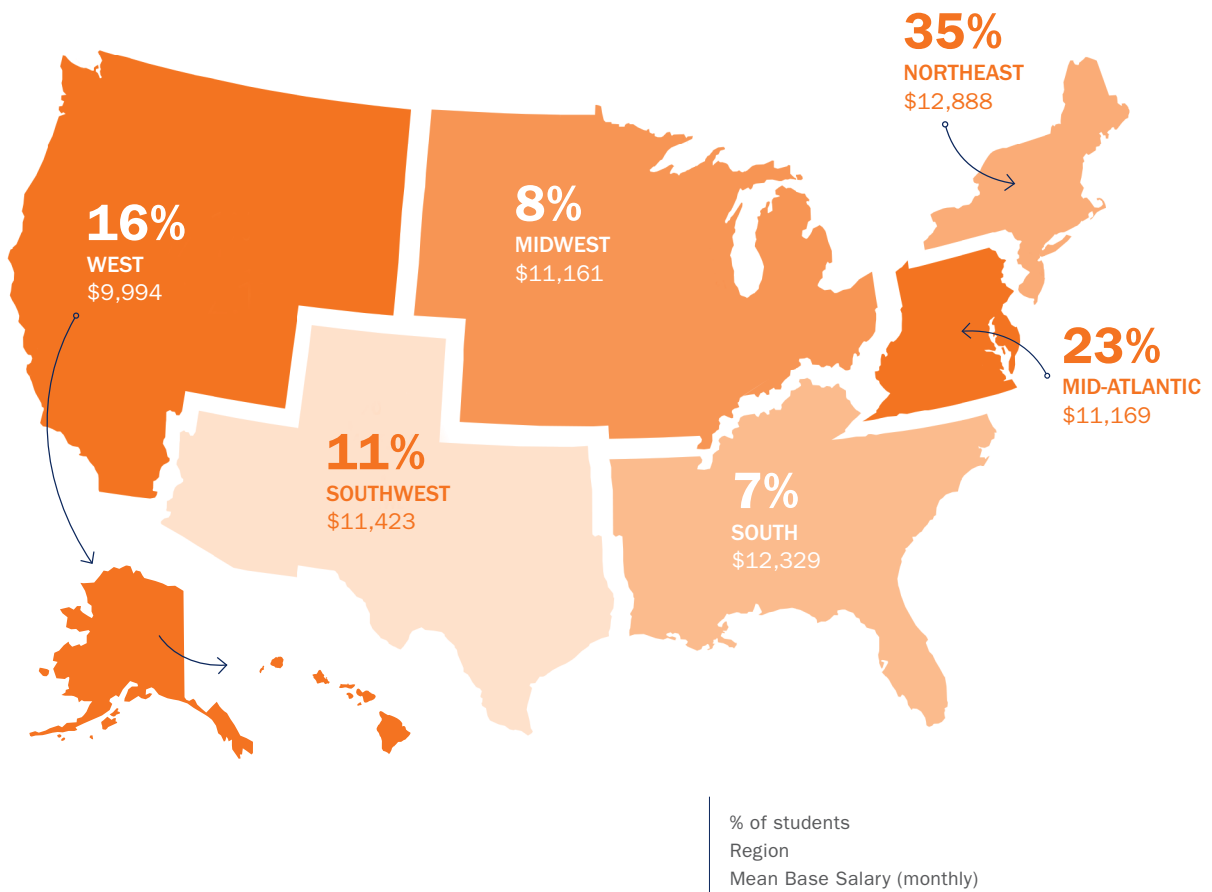 35%
NORTHEAST
$12,888
16%
WEST
$9,994
8%
MIDWEST
$11,161
23%
MID-ATLANTIC
$11,169
11%
SOUTHWEST
$11,423
7%
SOUTH
$12,329
% of students
Region
Mean Base Salary (monthly)